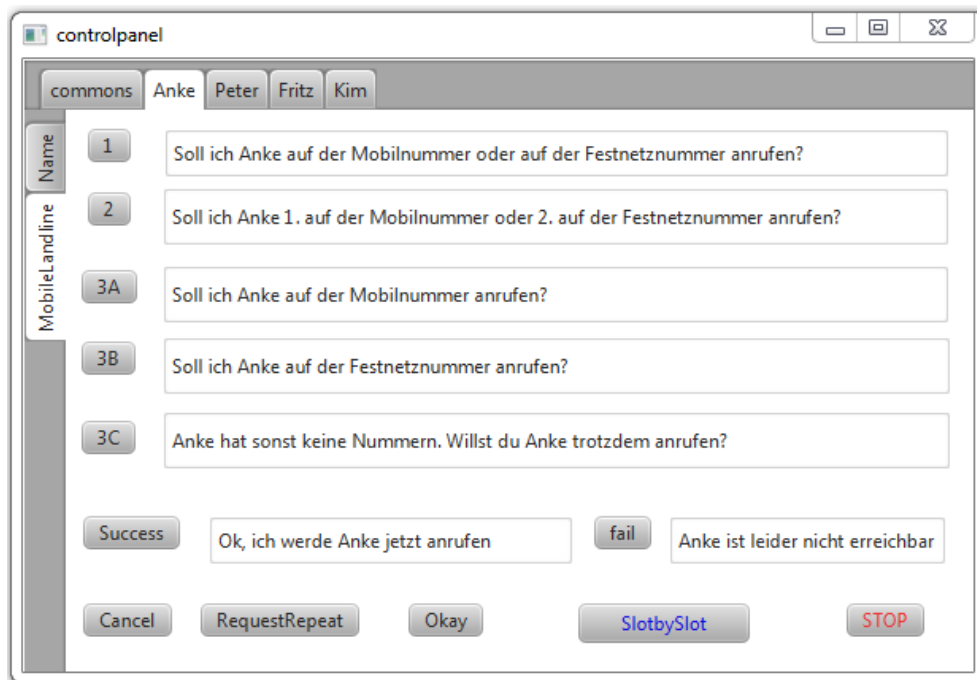 controlpanel
commons Anke Peter Fritz Kim
Name
MobileLandline
1 Soll ich Anke auf der Mobilnummer oder auf der Festnetznummer anrufen?
2 Soll ich Anke 1. auf der Mobilnummer oder 2. auf der Festnetznummer anrufen?
3A Soll ich Anke auf der Mobilnummer anrufen?
3B Soll ich Anke auf der Festnetznummer anrufen?
3C Anke hat sonst keine Nummern. Willst du Anke trotzdem anrufen?
Success Ok, ich werde Anke jetzt anrufen fail Anke ist leider nicht erreichbar
Cancel RequestRepeat Okay SlotbySlot STOP